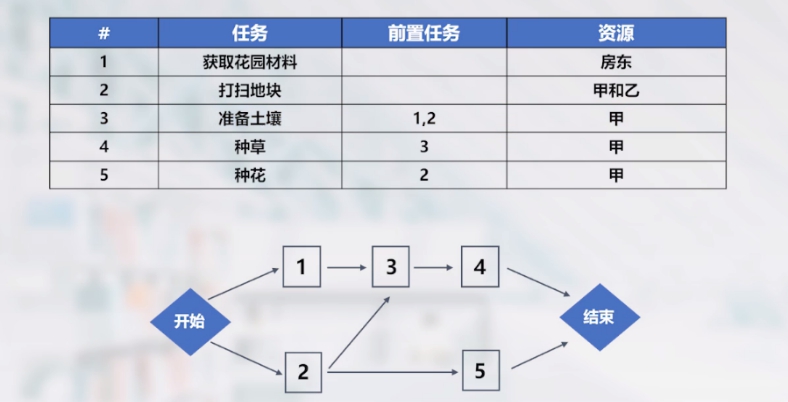 # 任务 前置任务 资源
1 获取花园材料 房东
2 打扫地块 甲和乙
3 准备土壤 1,2 甲
4 种草 3 甲
5 种花 2 甲
1 3 4
开始 结束
2 5